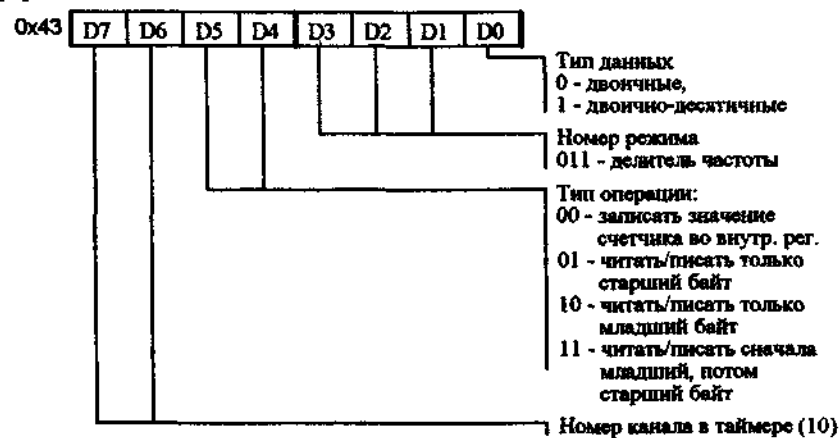 0x43 D7 D6 D5 D4 D3 D2 D1 D0
Тип данных
0 - двоичные,
1 - двоично-десятичные
Номер режима
011 - делитель частоты
Тип операции:
00 - записать значение
счетчика во внутр. рег.
01 - читать/писать только
старший байт
10 - читать/писать только
младший байт
11 - читать/писать сначала
младший, потом
старший байт
Номер канала в таймере (10)